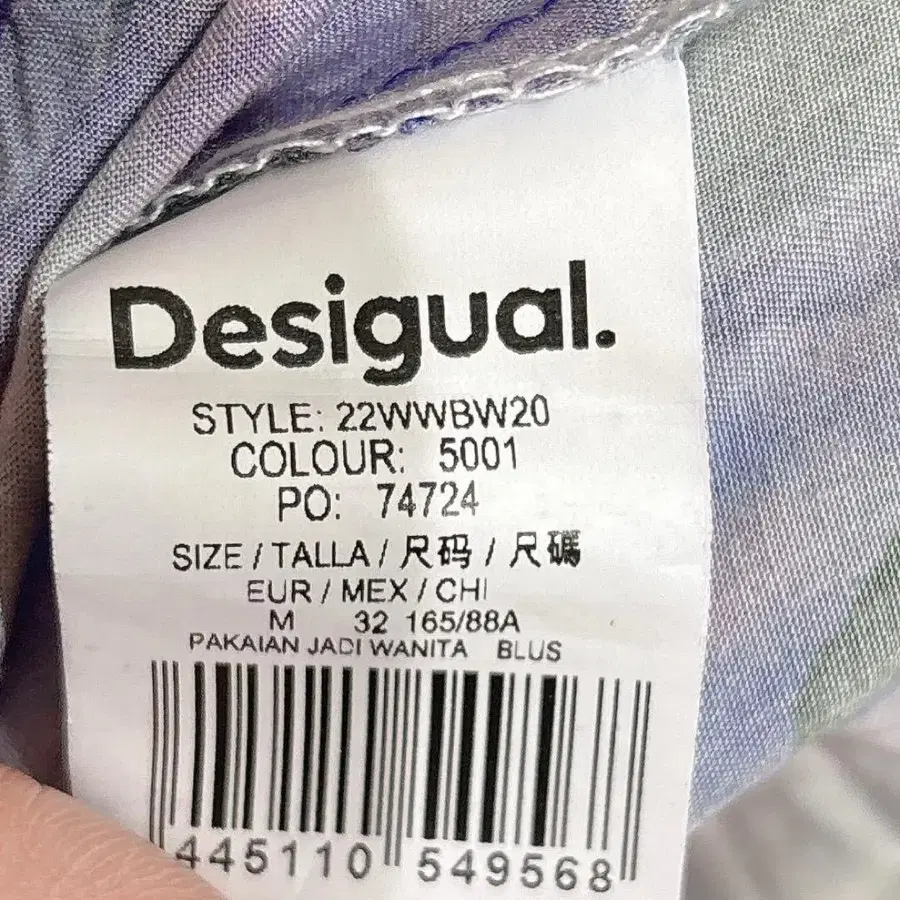 Desigual.
STYLE: 22WWBW20
COLOUR: 5001
PO: 74724
SIZE / TALLA / 尺码 / 尺碼
EUR / MEX / CHI
M 32 165/88A
PAKAIAN JADI WANITA BLUS
445110 549568